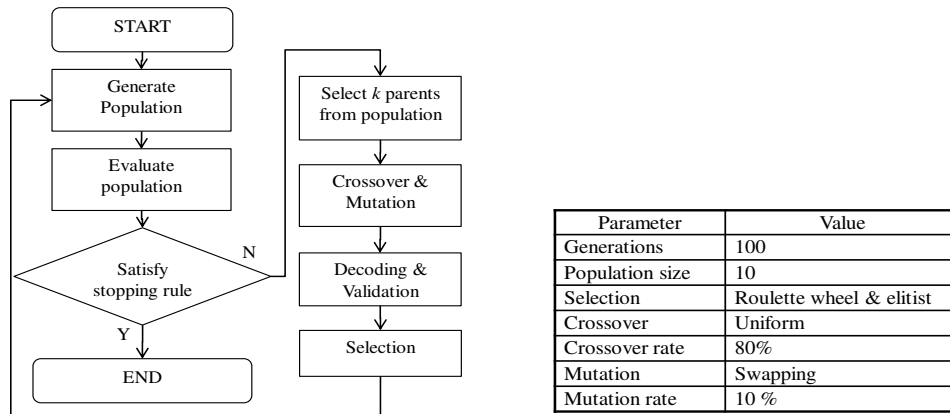 START
Generate
Population
Evaluate
population
Satisfy
stopping rule
N
Y
END
Select k parents
from population
Crossover &
Mutation
Decoding &
Validation
Selection
Parameter Value
Generations 100
Population size 10
Selection Roulette wheel & elitist
Crossover Uniform
Crossover rate 80%
Mutation Swapping
Mutation rate 10 %